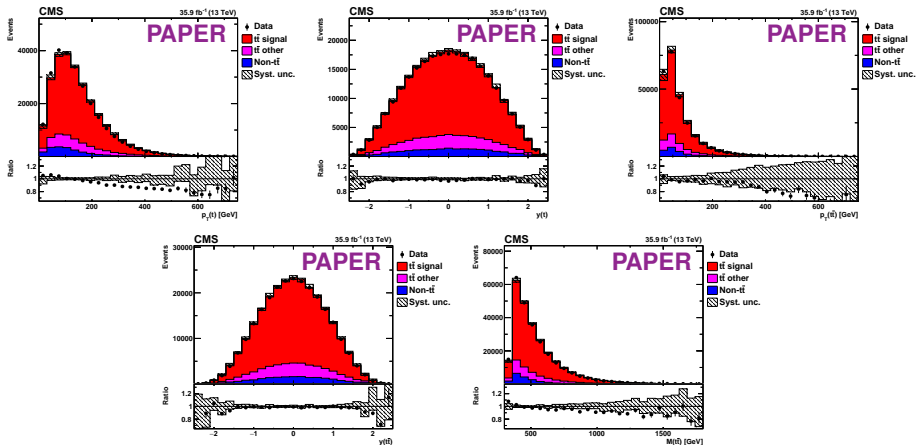 CMS 35.9 fb⁻¹ (13 TeV)
Events
PAPER
Data
tt̄ signal
tt̄ other
Non-tt̄
Syst. unc.
40000
20000
Ratio
1.2
1
0.8
200 400 600
p_T(t) [GeV]
CMS 35.9 fb⁻¹ (13 TeV)
Events
PAPER
Data
tt̄ signal
tt̄ other
Non-tt̄
Syst. unc.
20000
15000
10000
5000
Ratio
1.2
1
0.8
−2 −1 0 1 2
y(t)
CMS 35.9 fb⁻¹ (13 TeV)
Events
PAPER
Data
tt̄ signal
tt̄ other
Non-tt̄
Syst. unc.
100000
50000
Ratio
1.2
1
0.8
200 400 600
p_T(tt̄) [GeV]
CMS 35.9 fb⁻¹ (13 TeV)
Events
PAPER
Data
tt̄ signal
tt̄ other
Non-tt̄
Syst. unc.
30000
20000
10000
Ratio
1.2
1
0.8
−2 −1 0 1 2
y(tt̄)
CMS 35.9 fb⁻¹ (13 TeV)
Events
PAPER
Data
tt̄ signal
tt̄ other
Non-tt̄
Syst. unc.
80000
60000
40000
20000
Ratio
1.2
1
0.8
500 1000 1500
M(tt̄) [GeV]